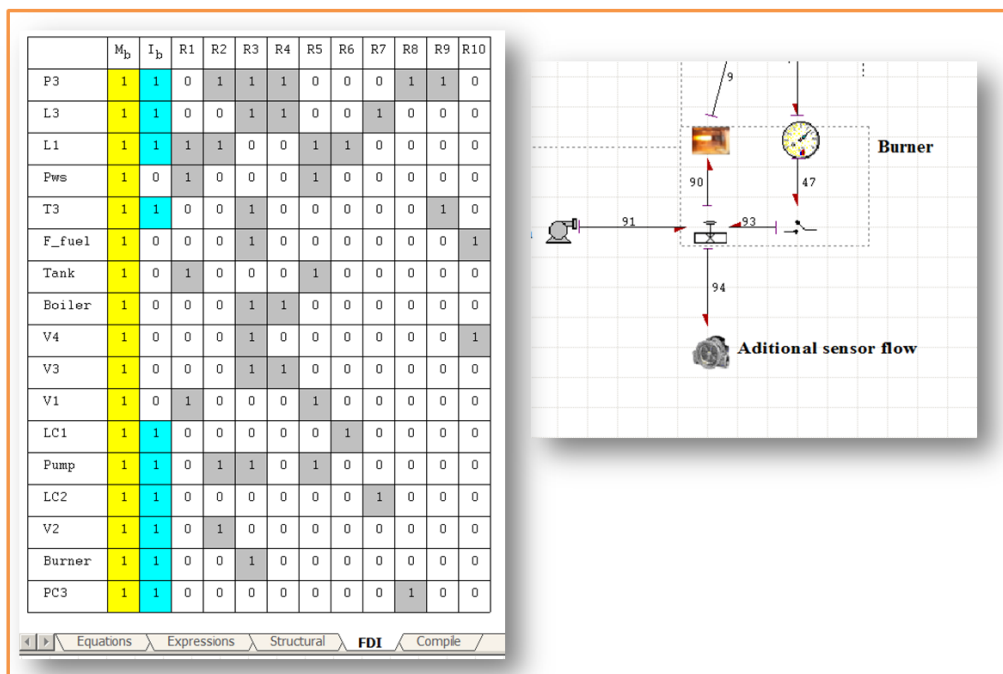 Mb Ib R1 R2 R3 R4 R5 R6 R7 R8 R9 R10
P3 1 1 0 1 1 1 0 0 0 1 1 0
L3 1 1 0 0 1 1 0 0 1 0 0 0
L1 1 1 1 1 0 0 1 1 0 0 0 0
Pws 1 0 1 0 0 0 1 0 0 0 0 0
T3 1 1 0 0 1 0 0 0 0 0 1 0
F_fuel 1 0 0 0 1 0 0 0 0 0 0 1
Tank 1 0 1 0 0 0 1 0 0 0 0 0
Boiler 1 0 0 0 1 1 0 0 0 0 0 0
V4 1 0 0 0 1 0 0 0 0 0 0 1
V3 1 0 0 0 1 1 0 0 0 0 0 0
V1 1 0 1 0 0 0 1 0 0 0 0 0
LC1 1 1 0 0 0 0 0 1 0 0 0 0
Pump 1 1 0 1 1 0 1 0 0 0 0 0
LC2 1 1 0 0 0 0 0 0 1 0 0 0
V2 1 1 0 1 0 0 0 0 0 0 0 0
Burner 1 1 0 0 1 0 0 0 0 0 0 0
PC3 1 1 0 0 0 0 0 0 0 1 0 0
Equations Expressions Structural FDI Compile
9
Burner
90 47
91 93
94
Aditional sensor flow